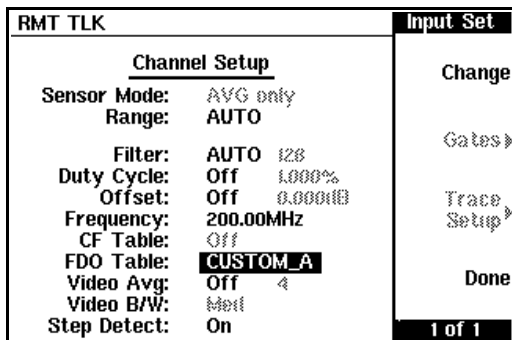 RMT TLK
Input Set
Channel Setup
Change
Sensor Mode: AVG only
Range: AUTO
Gates
Filter: AUTO 128
Duty Cycle: Off 1.000%
Offset: Off 0.000dB
Trace
Setup
Frequency: 200.00MHz
CF Table: Off
FDO Table: CUSTOM_A
Video Avg: Off 4
Done
Video B/W: Med
Step Detect: On
1 of 1